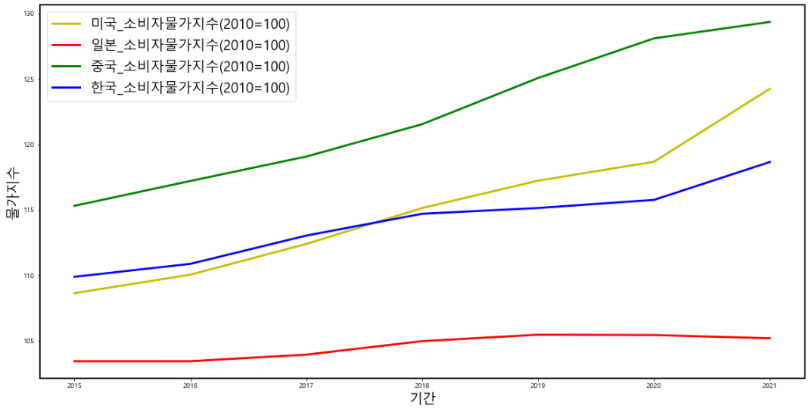 130
미국_소비자물가지수(2010=100)
일본_소비자물가지수(2010=100)
중국_소비자물가지수(2010=100)
한국_소비자물가지수(2010=100)
125
120
물가지수
115
110
105
2015 2016 2017 2018 2019 2020 2021
기간